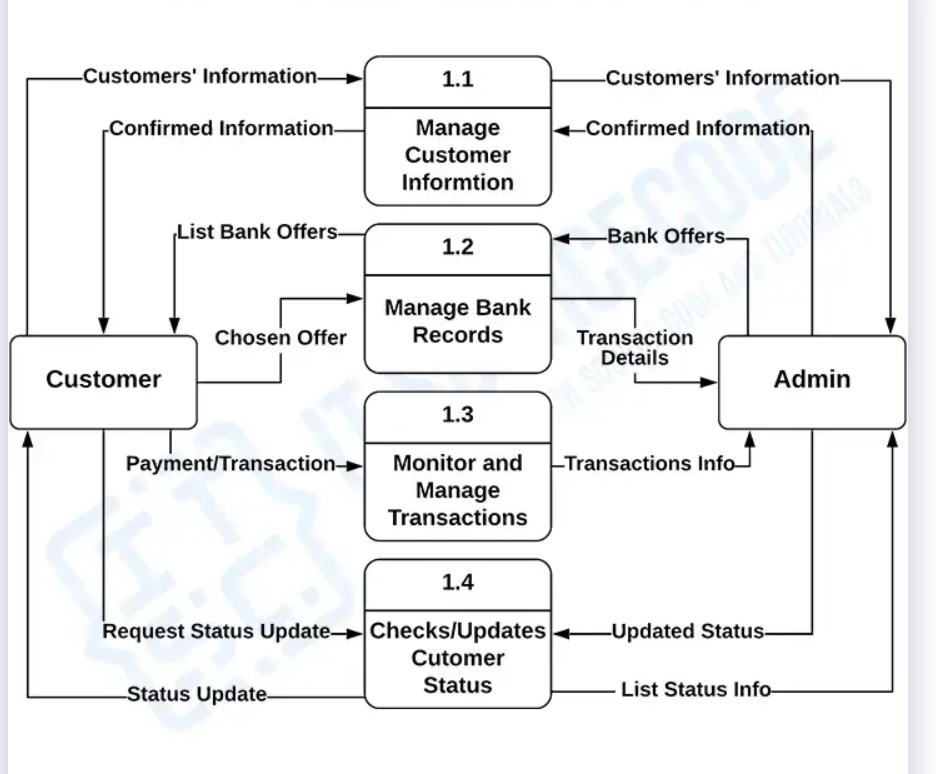 Customers' Information
1.1
Customers' Information
Confirmed Information
Manage
Customer
Informtion
Confirmed Information
List Bank Offers
1.2
Bank Offers
Chosen Offer
Manage Bank
Records
Transaction
Details
Customer
Admin
1.3
Payment/Transaction
Monitor and
Manage
Transactions
Transactions Info
1.4
Request Status Update
Checks/Updates
Cutomer
Status
Updated Status
Status Update
List Status Info